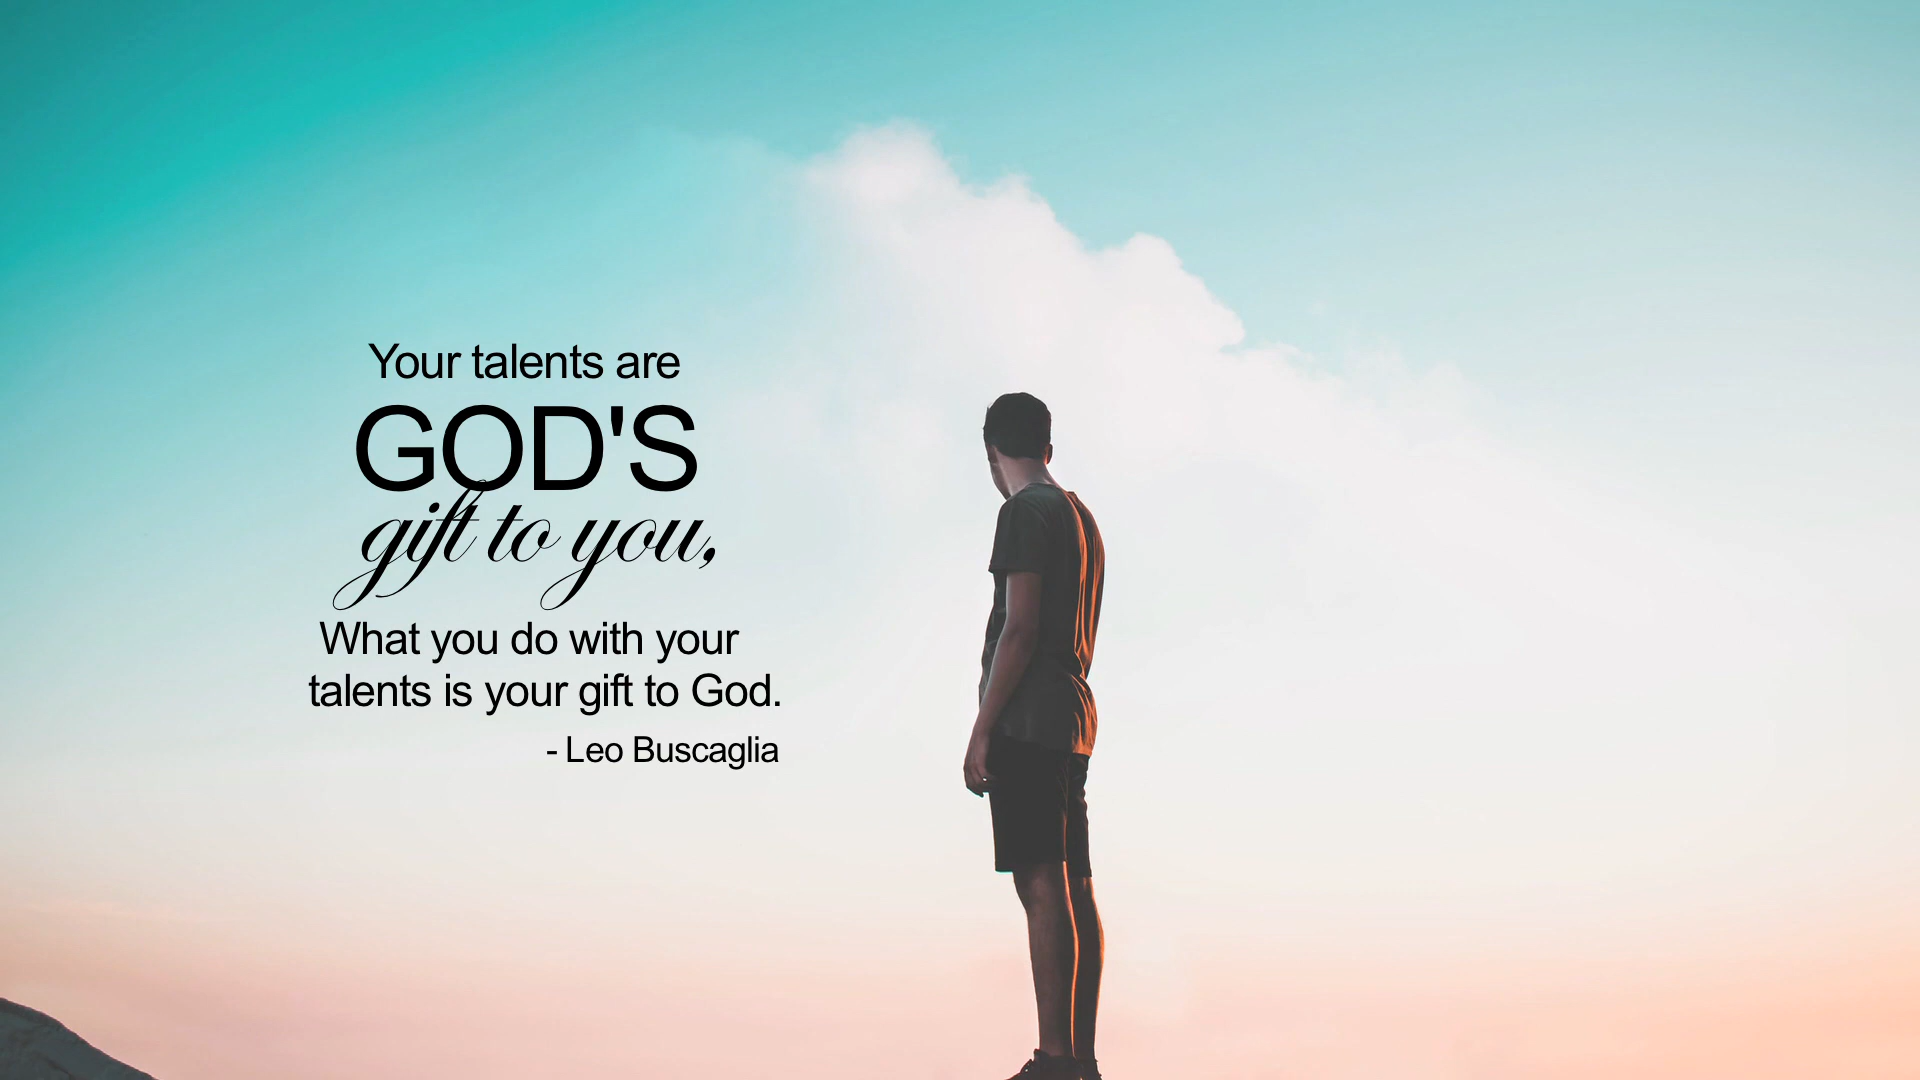 Your talents are
GOD'S
gift to you,
What you do with your
talents is your gift to God.
- Leo Buscaglia